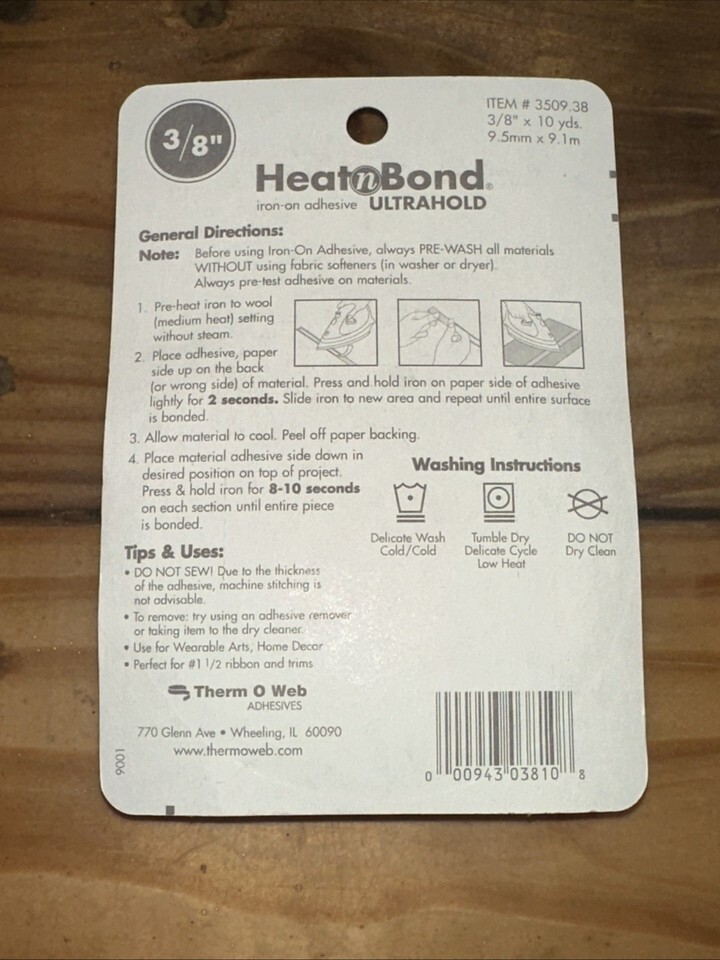 3/8"
ITEM # 3509.38
3/8" x 10 yds.
9.5mm x 9.1m
HeatnBond®
iron-on adhesive ULTRAHOLD
General Directions:
Note: Before using Iron-On Adhesive, always PRE-WASH all materials
WITHOUT using fabric softeners (in washer or dryer).
Always pre-test adhesive on materials.
1. Pre-heat iron to wool
(medium heat) setting
without steam.
2. Place adhesive, paper
side up on the back
(or wrong side) of material. Press and hold iron on paper side of adhesive
lightly for 2 seconds. Slide iron to new area and repeat until entire surface
is bonded.
3. Allow material to cool. Peel off paper backing.
4. Place material adhesive side down in
desired position on top of project.
Press & hold iron for 8-10 seconds
on each section until entire piece
is bonded.
Washing Instructions
Delicate Wash
Cold/Cold
Tumble Dry
Delicate Cycle
Low Heat
DO NOT
Dry Clean
Tips & Uses:
• DO NOT SEW! Due to the thickness
of the adhesive, machine stitching is
not advisable.
• To remove: try using an adhesive remover
or taking item to the dry cleaner.
• Use for Wearable Arts, Home Decor
• Perfect for #1 1/2 ribbon and trims
Therm O Web
ADHESIVES
770 Glenn Ave • Wheeling, IL 60090
www.thermoweb.com
9001
0 00943 03810 8